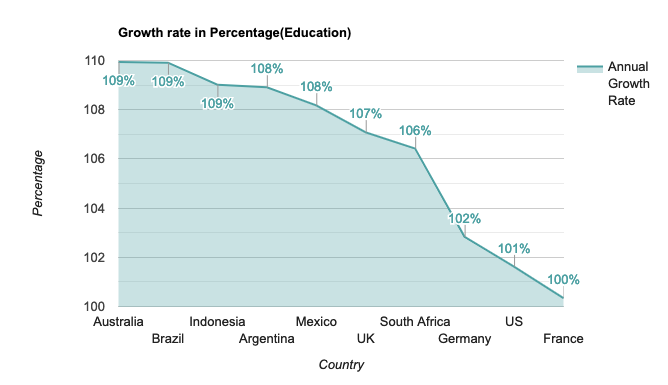 Growth rate in Percentage(Education)
110
108
106
104
102
100
Percentage
109%
109%
109%
108%
108%
107%
106%
102%
101%
100%
Annual
Growth
Rate
Australia
Brazil
Indonesia
Argentina
Mexico
UK
South Africa
Germany
US
France
Country